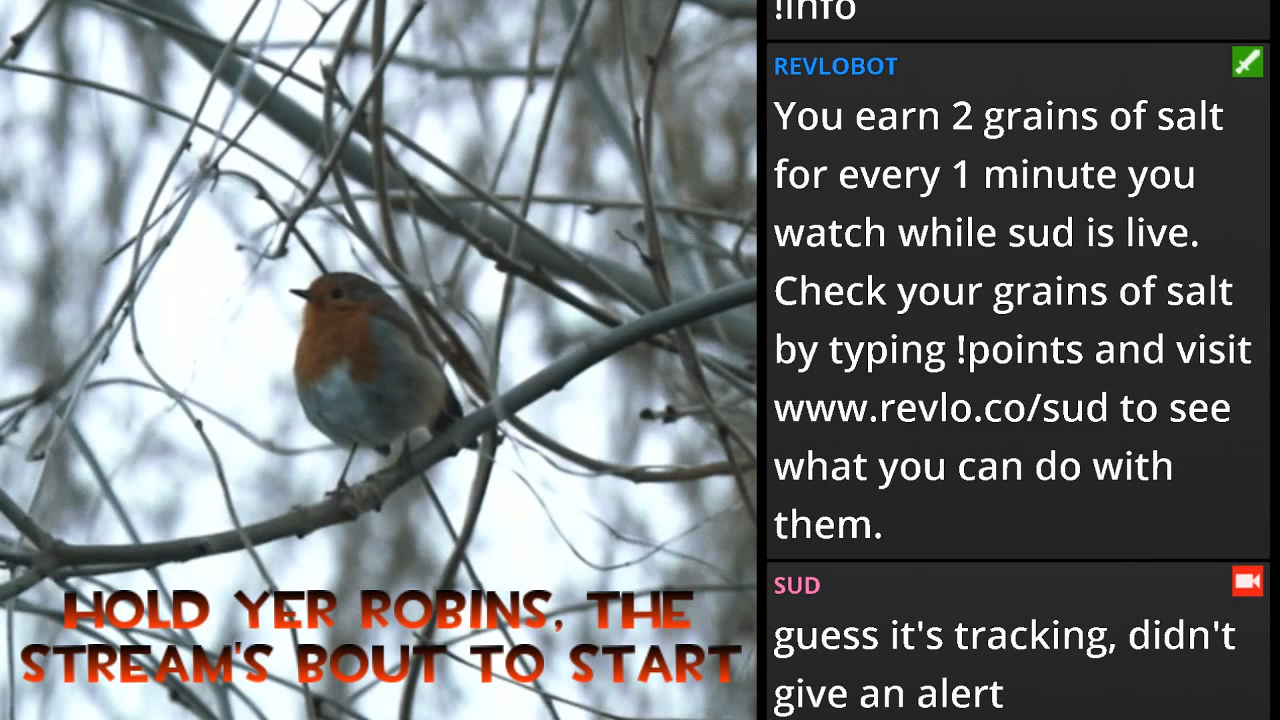 HOLD YER ROBINS, THE
STREAM'S BOUT TO START
!info
REVLOBOT
You earn 2 grains of salt
for every 1 minute you
watch while sud is live.
Check your grains of salt
by typing !points and visit
www.revlo.co/sud to see
what you can do with
them.
SUD
guess it's tracking, didn't
give an alert